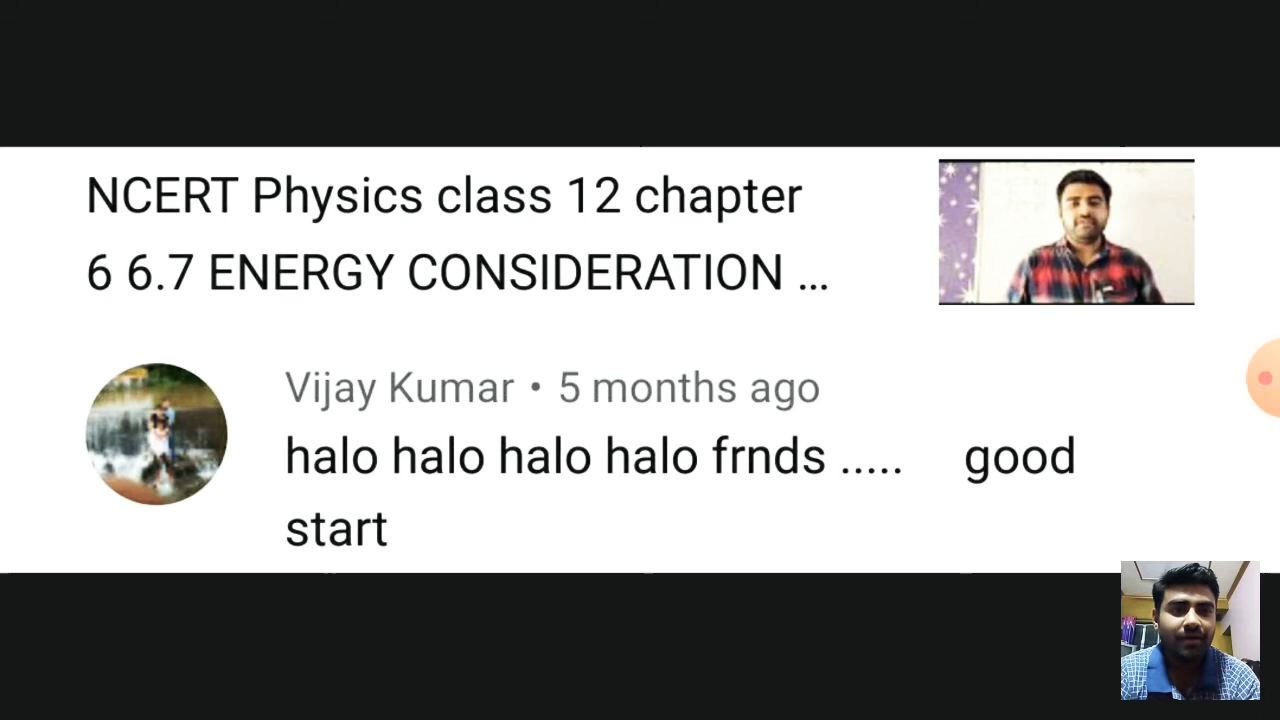 NCERT Physics class 12 chapter
6 6.7 ENERGY CONSIDERATION ...
Vijay Kumar • 5 months ago
halo halo halo halo frnds ..... good
start